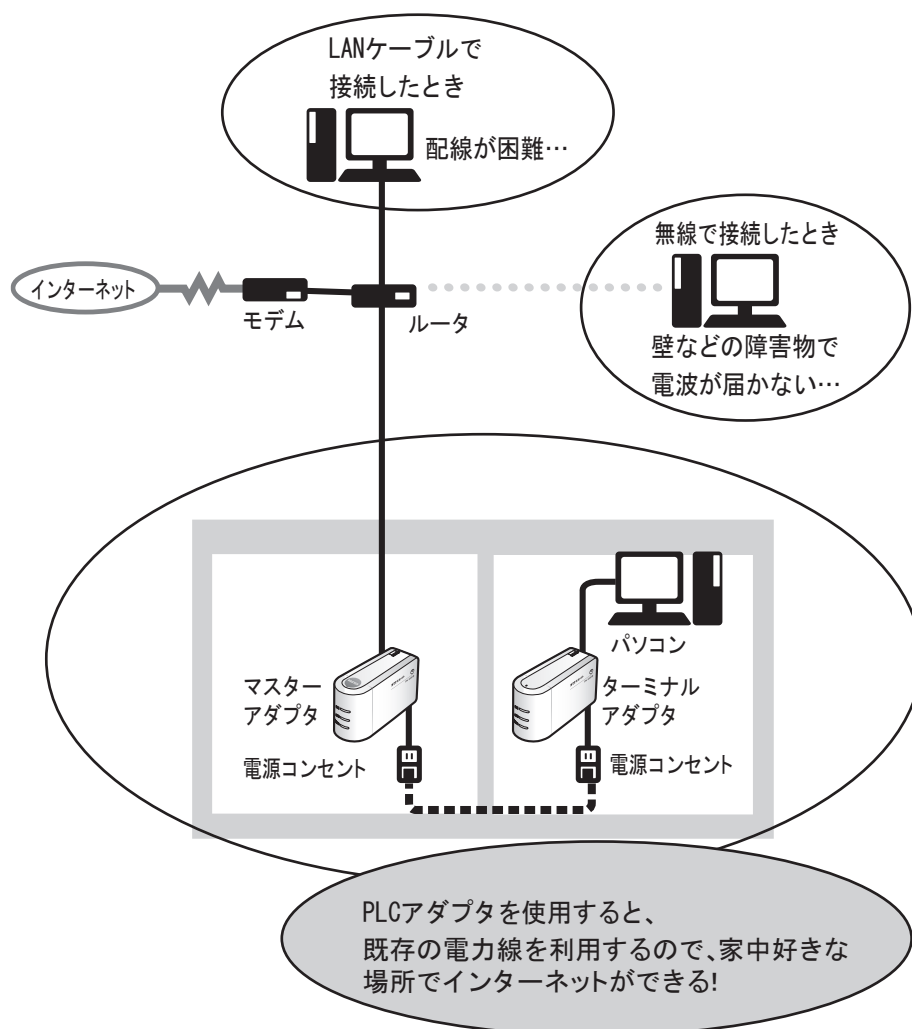 LANケーブルで
接続したとき
配線が困難…
無線で接続したとき
インターネット
モデム
ルータ
壁などの障害物で
電波が届かない…
パソコン
マスター
アダプタ
ターミナル
アダプタ
電源コンセント
電源コンセント
PLCアダプタを使用すると、
既存の電力線を利用するので、家中好きな
場所でインターネットができる!